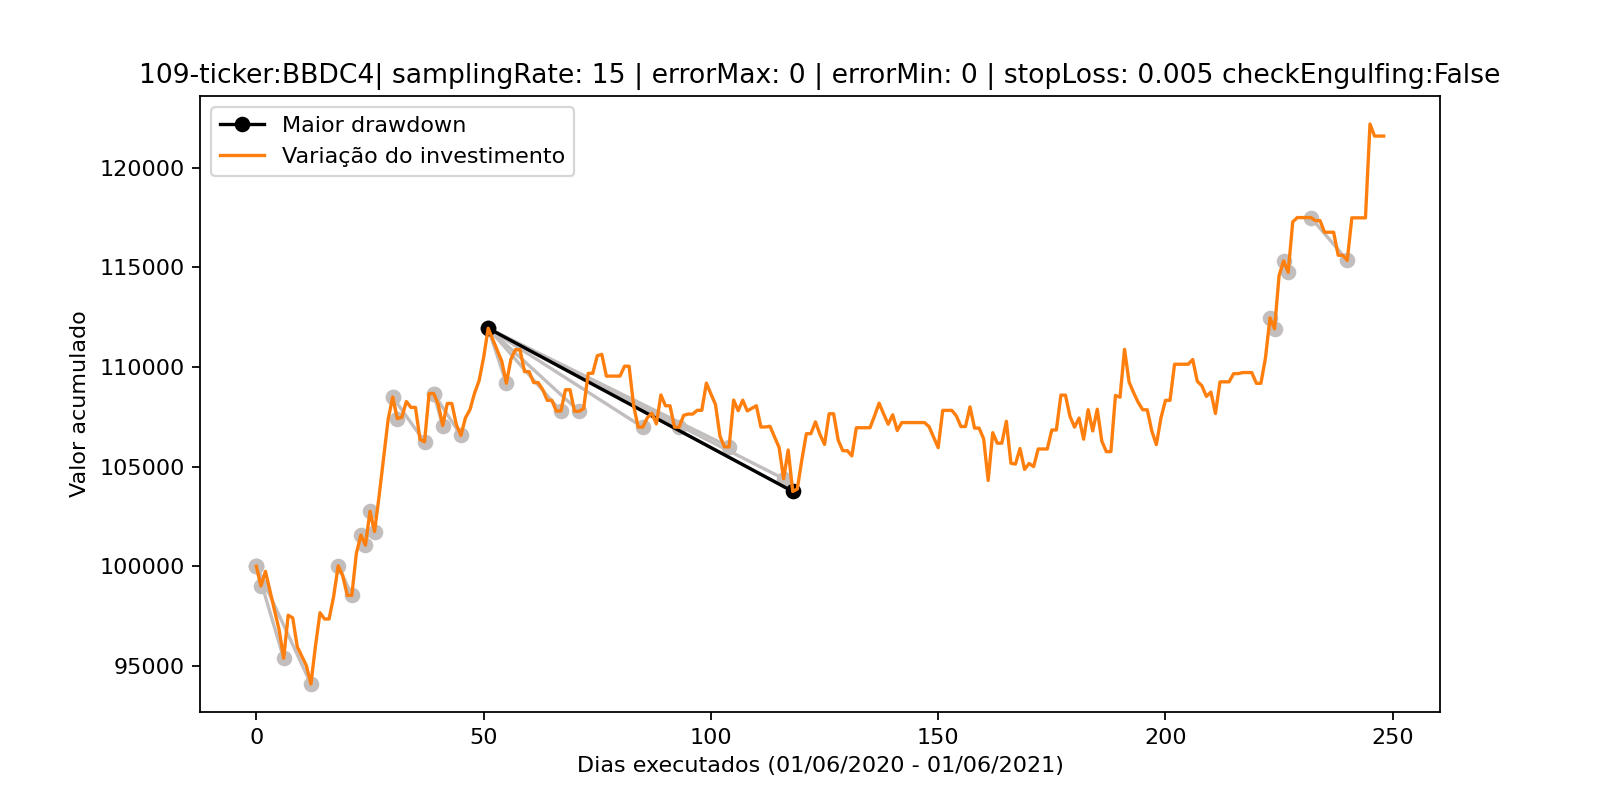 109-ticker:BBDC4| samplingRate: 15 | errorMax: 0 | errorMin: 0 | stopLoss: 0.005 checkEngulfing:False
Maior drawdown
Variação do investimento
Valor acumulado
120000
115000
110000
105000
100000
95000
0 50 100 150 200 250
Dias executados (01/06/2020 - 01/06/2021)